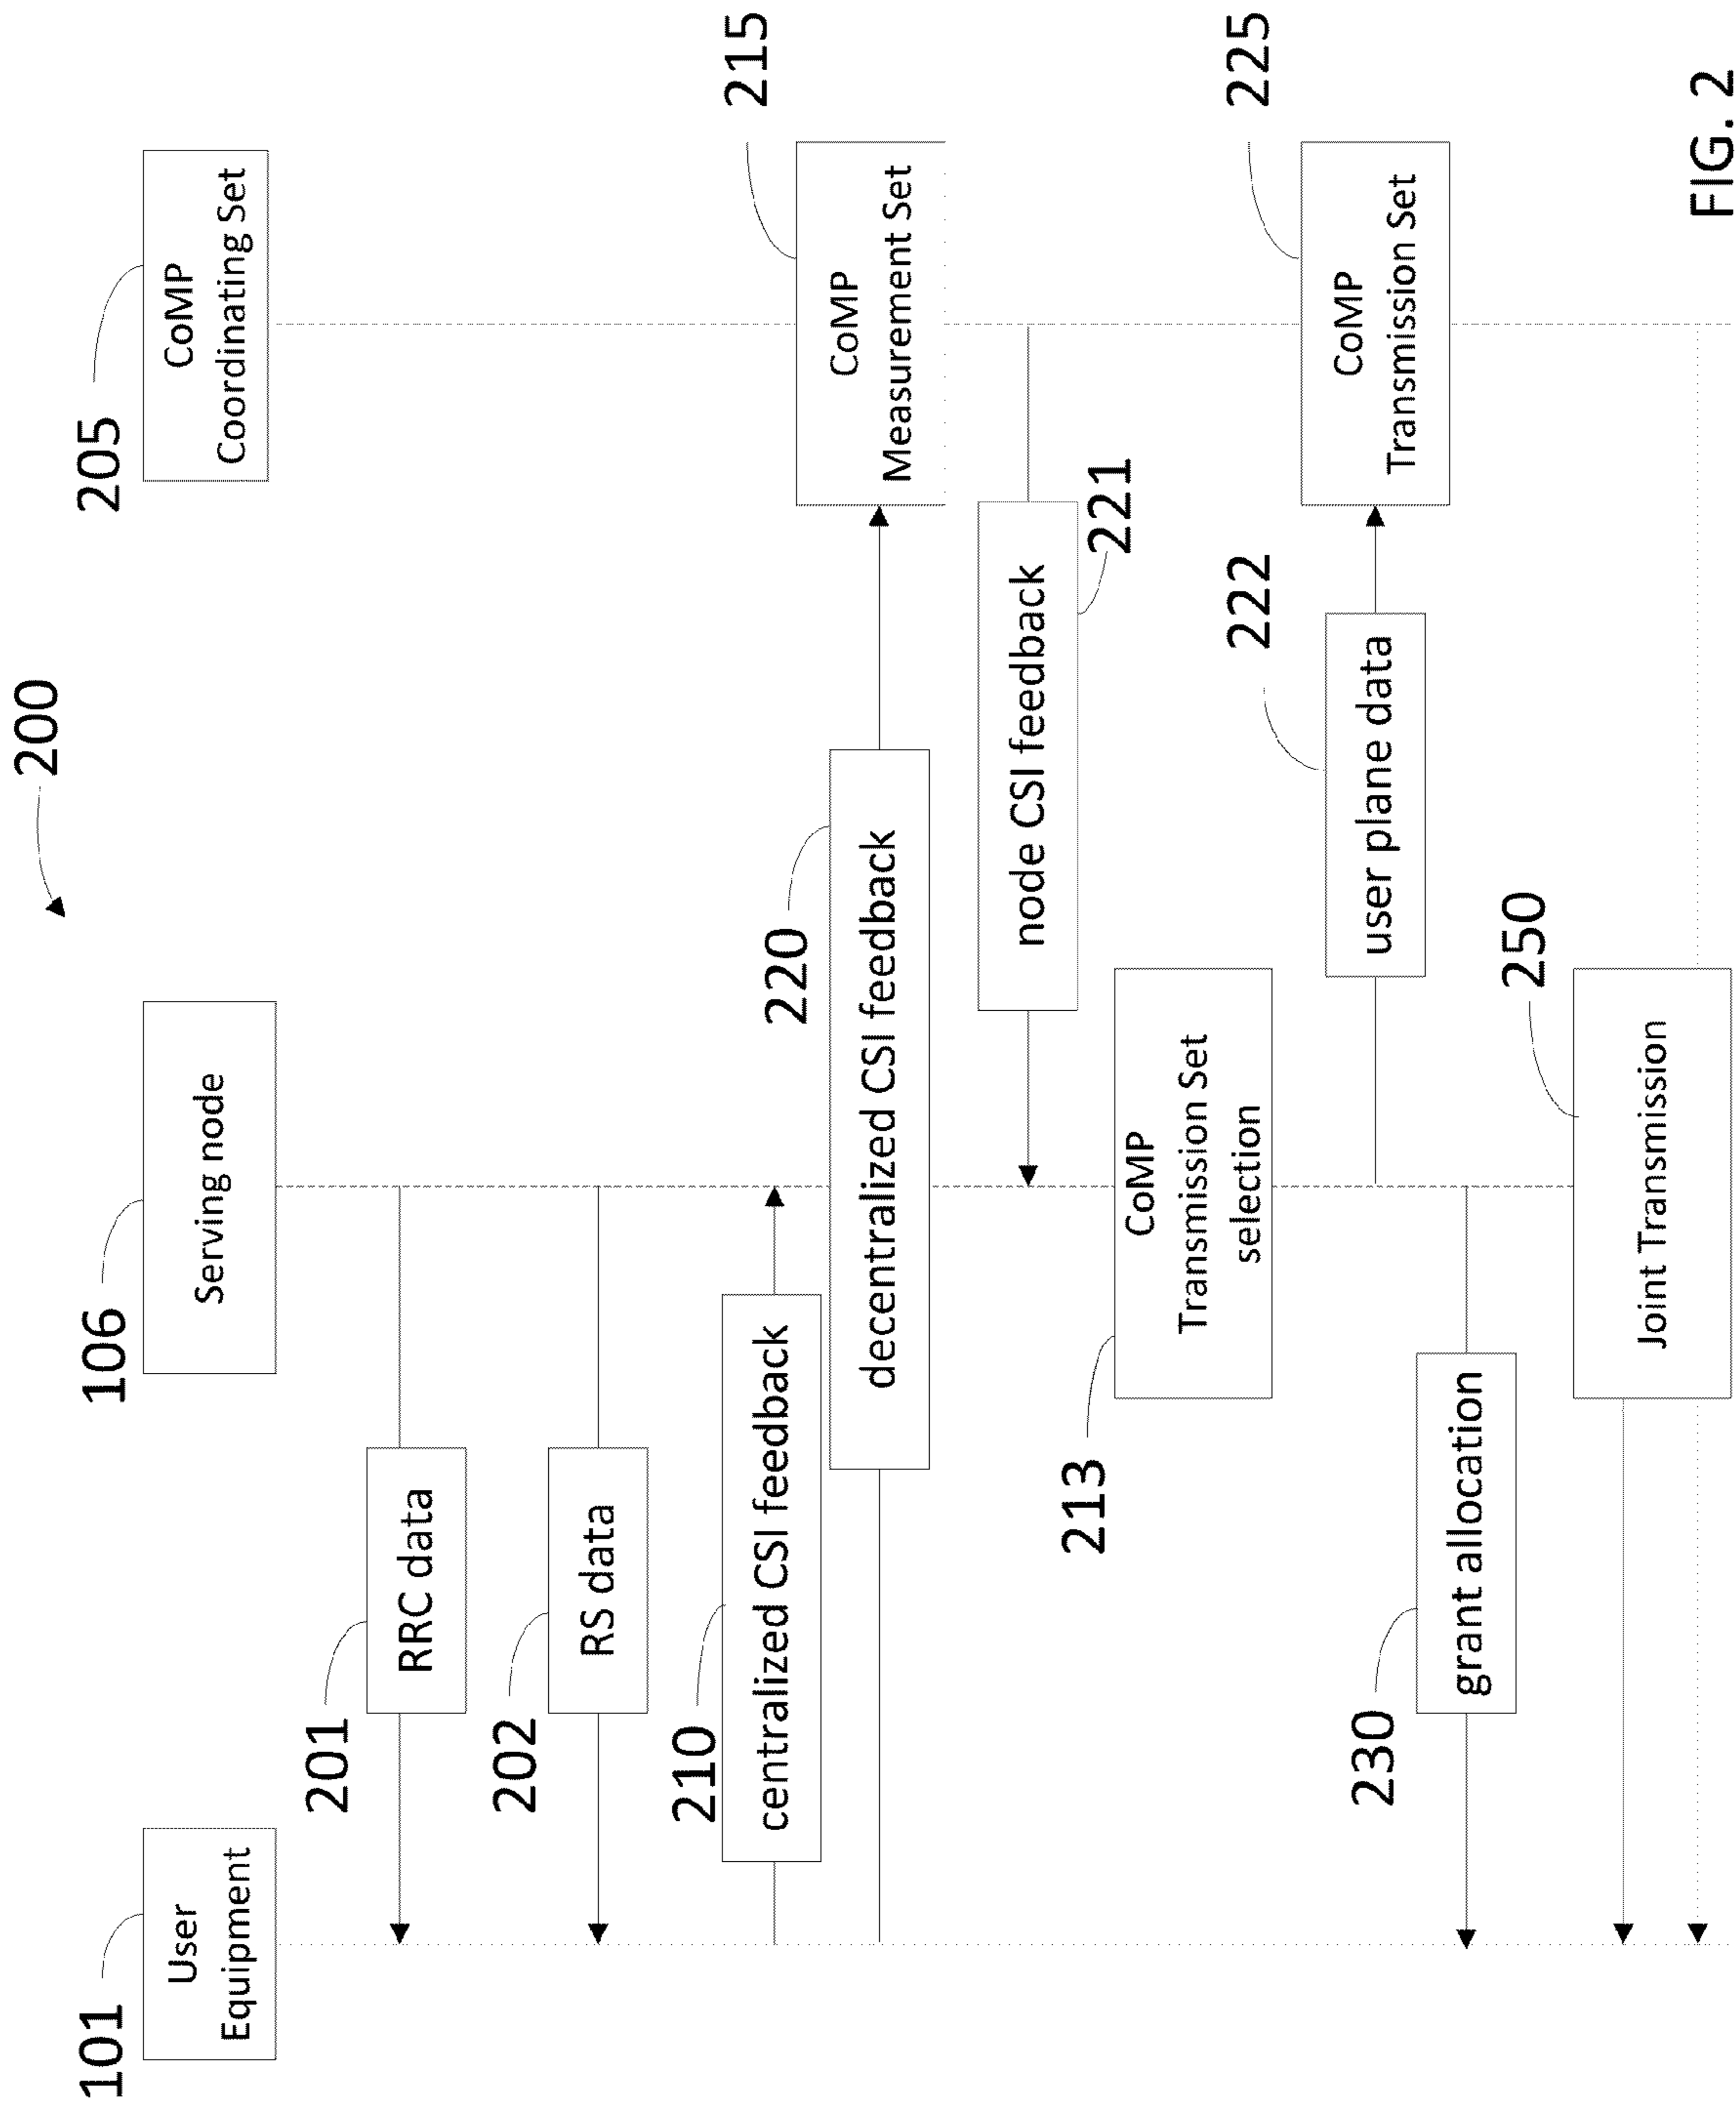 200
101
User
Equipment
106
Serving node
205
CoMP
Coordinating Set
201
RRC data
202
RS data
210
centralized CSI feedback
220
decentralized CSI feedback
215
CoMP
Measurement Set
node CSI feedback
221
213
CoMP
Transmission Set
selection
222
user plane data
225
CoMP
Transmission Set
230
grant allocation
250
Joint Transmission
FIG. 2